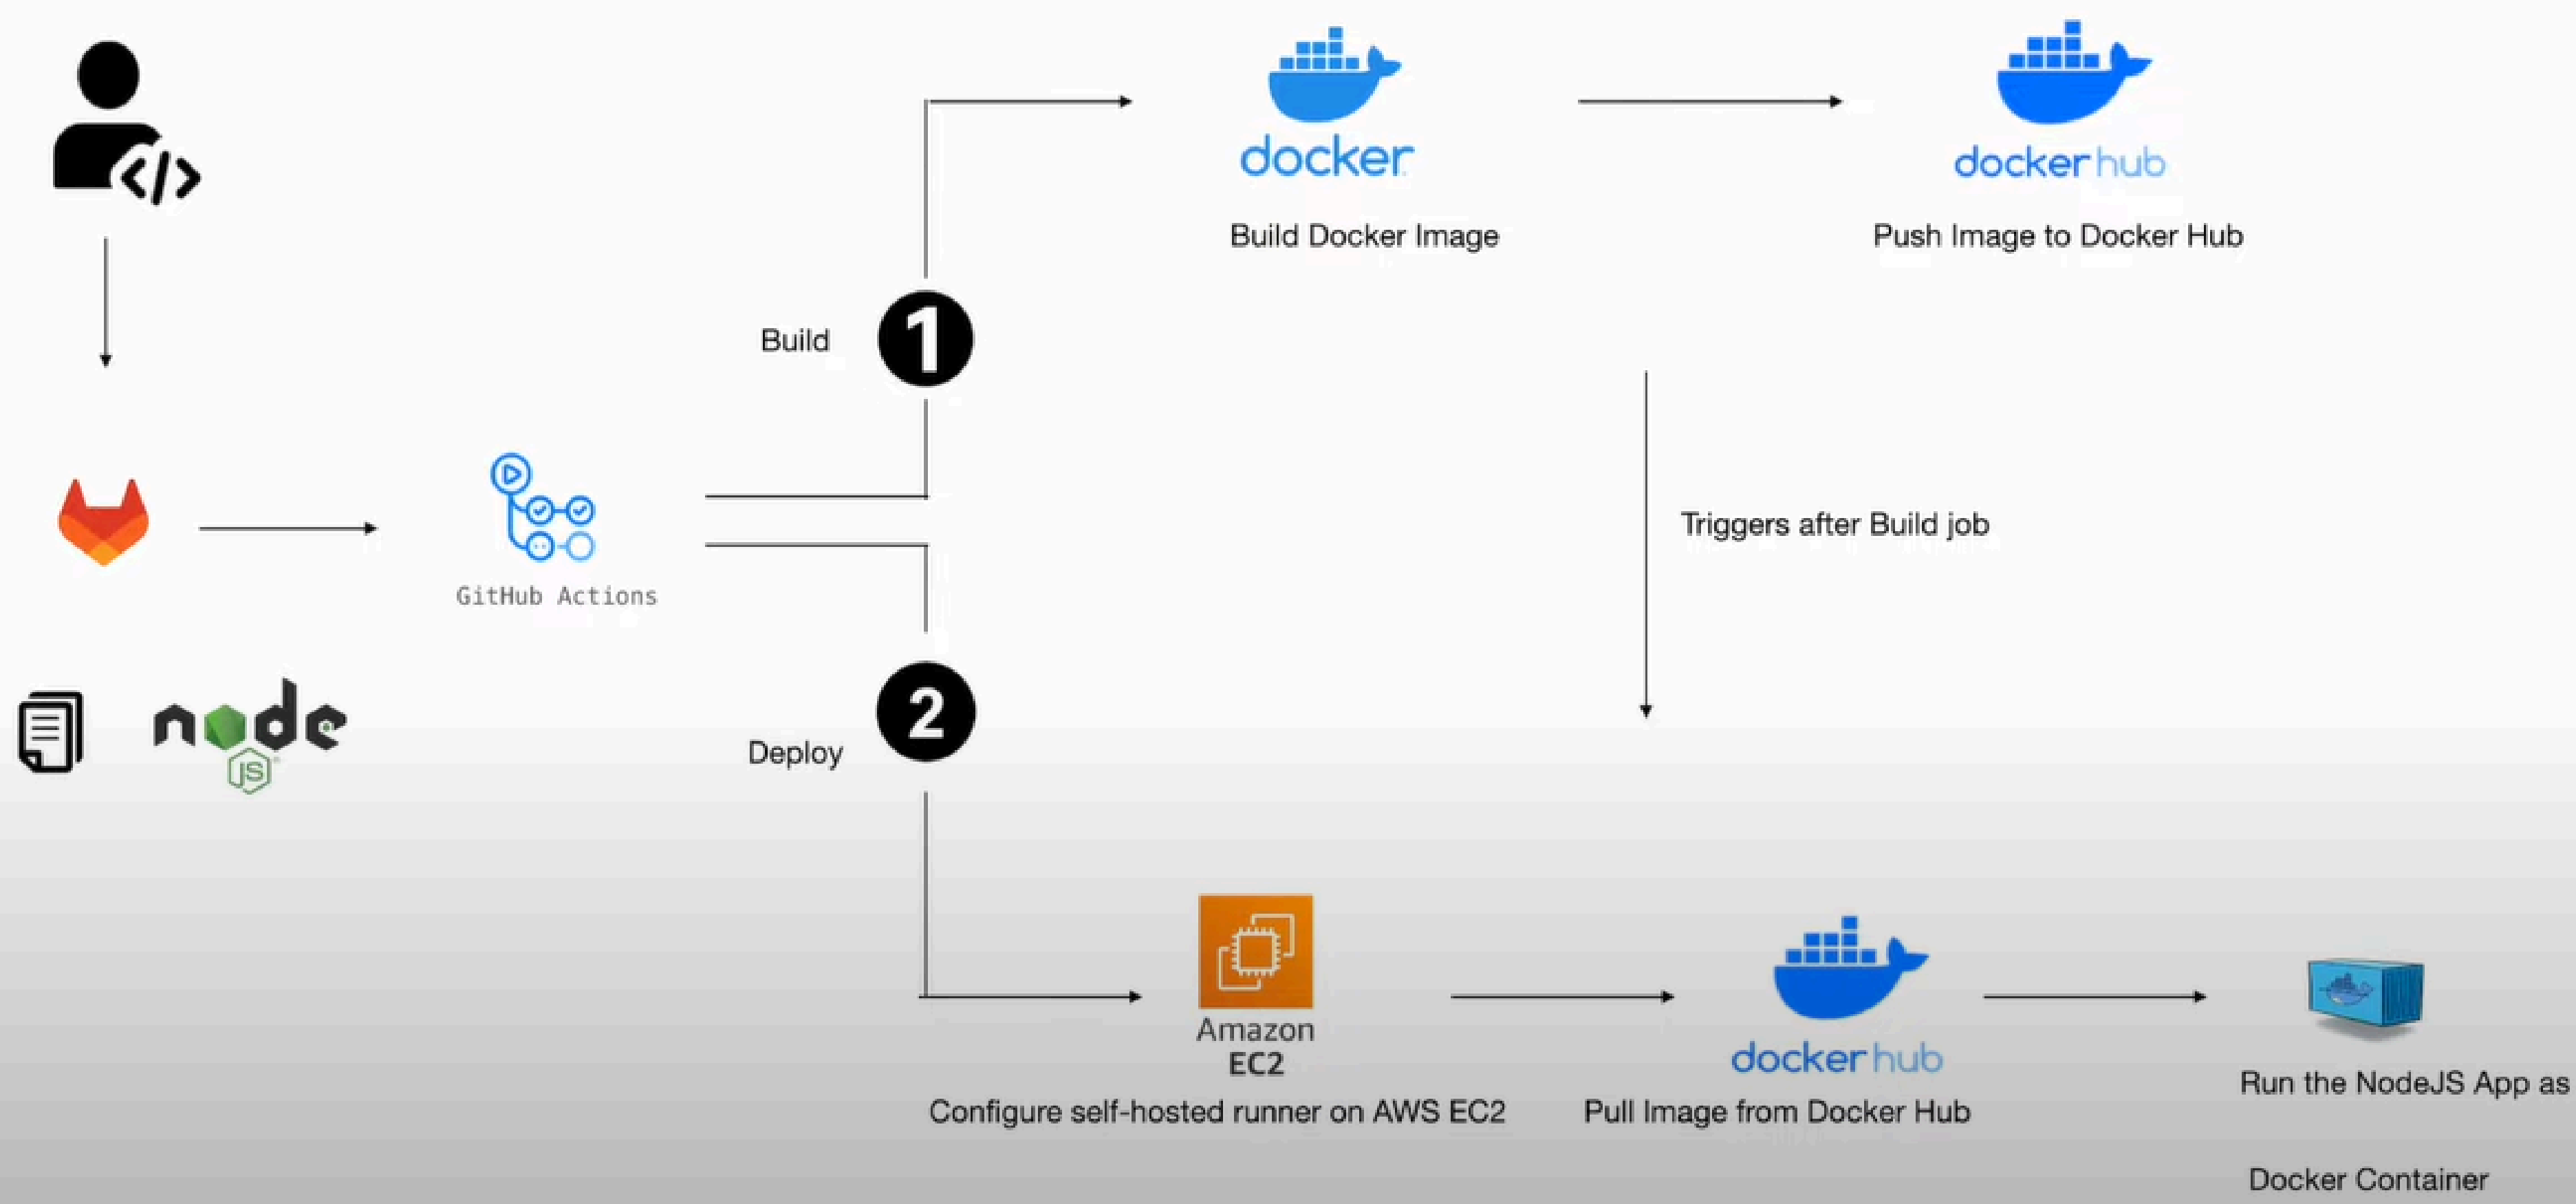 docker
Build Docker Image
docker hub
Push Image to Docker Hub
Build
1
Triggers after Build job
GitHub Actions
</>
node
JS
2
Deploy
Amazon
EC2
Configure self-hosted runner on AWS EC2
docker hub
Pull Image from Docker Hub
Run the NodeJS App as
Docker Container